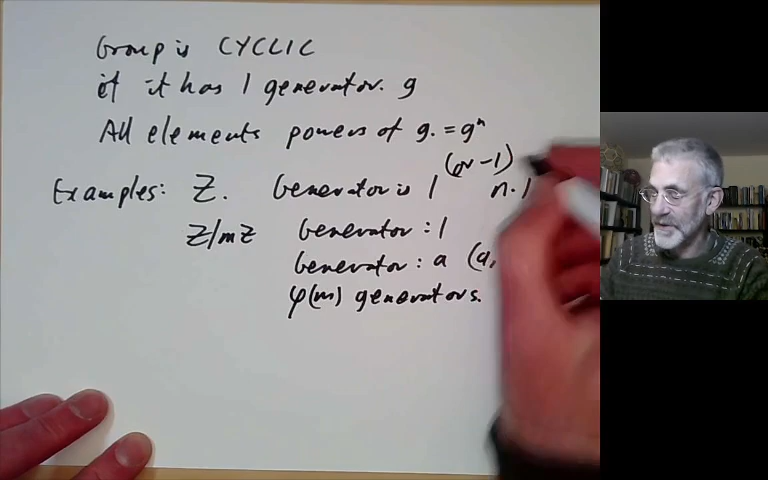 Group is CYCLIC
if it has 1 generator. g
All elements powers of g. = gⁿ
(or -1)
Examples: Z. Generator is 1 n.1
Z/mZ Generator : 1
Generator : a (a,
φ(m) generators.